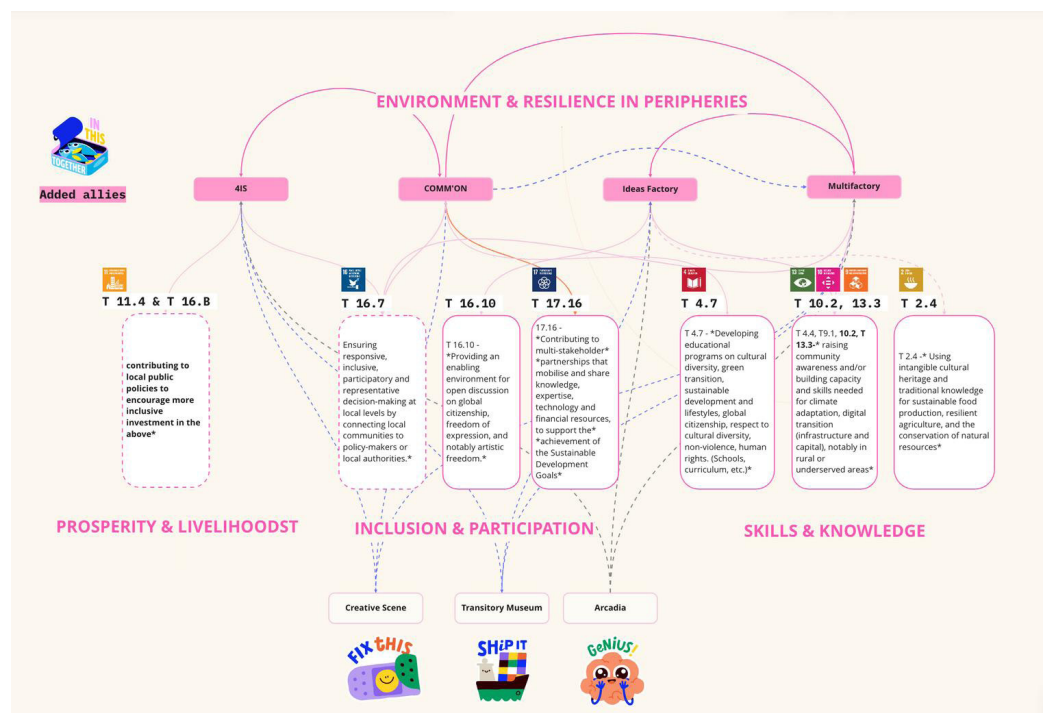 ENVIRONMENT & RESILIENCE IN PERIPHERIES
IN
THIS
TOGETHER
Added allies
4IS
COMM'ON
Ideas Factory
Multifactory
T 11.4 & T 16.B
T 16.7
T 16.10
T 17.16
T 4.7
T 10.2, 13.3
T 2.4
contributing to
local public
policies to
encourage more
inclusive
investment in the
above*
Ensuring
responsive,
inclusive,
participatory and
representative
decision-making at
local levels by
connecting local
communities to
policy-makers or
local authorities.*
T 16.10 -
*Providing an
enabling
environment for
open discussion
on global
citizenship,
freedom of
expression, and
notably artistic
freedom.*
17.16 -
*Contributing to
multi-stakeholder*
*partnerships that
mobilise and share
knowledge,
expertise,
technology and
financial resources,
to support the*
*achievement of
the Sustainable
Development
Goals*
T 4.7 - *Developing
educational
programs on cultural
diversity, green
transition,
sustainable
development and
lifestyles, global
citizenship, respect to
cultural diversity,
non-violence, human
rights. (Schools,
curriculum, etc.)*
T 4.4, T9.1, 10.2, T
13.3-* raising
community
awareness and/or
building capacity
and skills needed
for climate
adaptation, digital
transition
(infrastructure and
capital), notably in
rural or
underserved areas*
T 2.4 -* Using
intangible cultural
heritage and
traditional knowledge
for sustainable food
production, resilient
agriculture, and the
conservation of natural
resources*
PROSPERITY & LIVELIHOODST
INCLUSION & PARTICIPATION
SKILLS & KNOWLEDGE
Creative Scene
Transitory Museum
Arcadia
FIX tHIS
SHiP IT
GeNiUS!